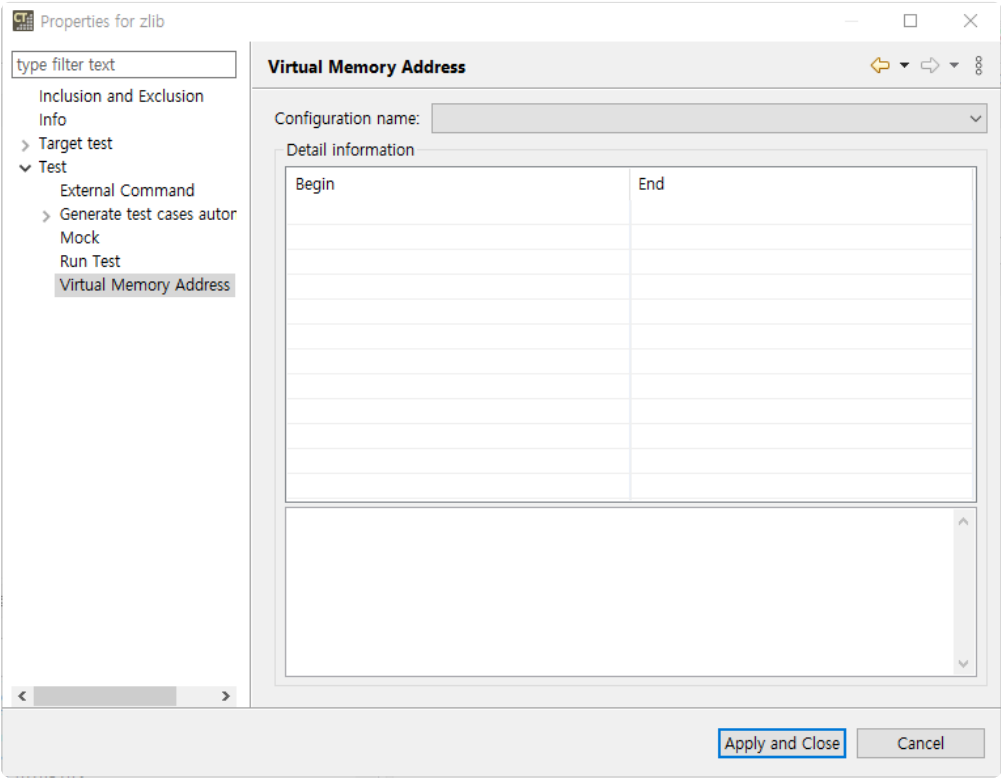 CT
Properties for zlib
type filter text
Inclusion and Exclusion
Info
Target test
Test
External Command
Generate test cases autor
Mock
Run Test
Virtual Memory Address
Virtual Memory Address
Configuration name:
Detail information
Begin End
Apply and Close Cancel